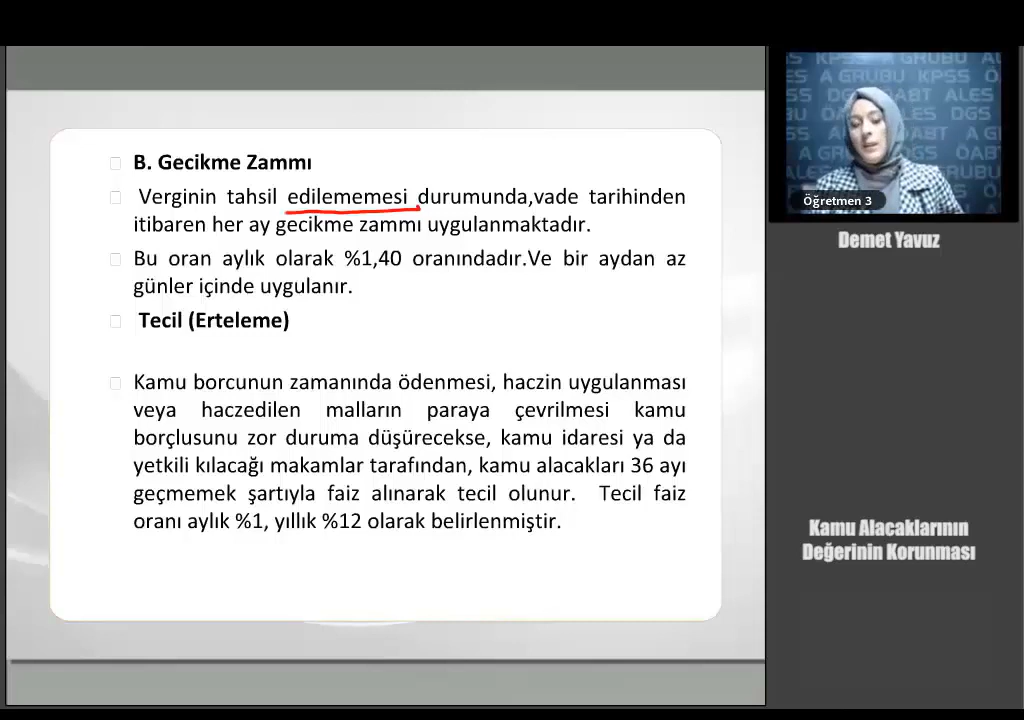 B. Gecikme Zammı
Verginin tahsil edilememesi durumunda,vade tarihinden
itibaren her ay gecikme zammı uygulanmaktadır.
Bu oran aylık olarak %1,40 oranındadır.Ve bir aydan az
günler içinde uygulanır.
Tecil (Erteleme)
Kamu borcunun zamanında ödenmesi, haczin uygulanması
veya haczedilen malların paraya çevrilmesi kamu
borçlusunu zor duruma düşürecekse, kamu idaresi ya da
yetkili kılacağı makamlar tarafından, kamu alacakları 36 ayı
geçmemek şartıyla faiz alınarak tecil olunur. Tecil faiz
oranı aylık %1, yıllık %12 olarak belirlenmiştir.
A GRUBU KPSS
ALES
DGS
Öğretmen 3
Demet Yavuz
Kamu Alacaklarının
Değerinin Korunması